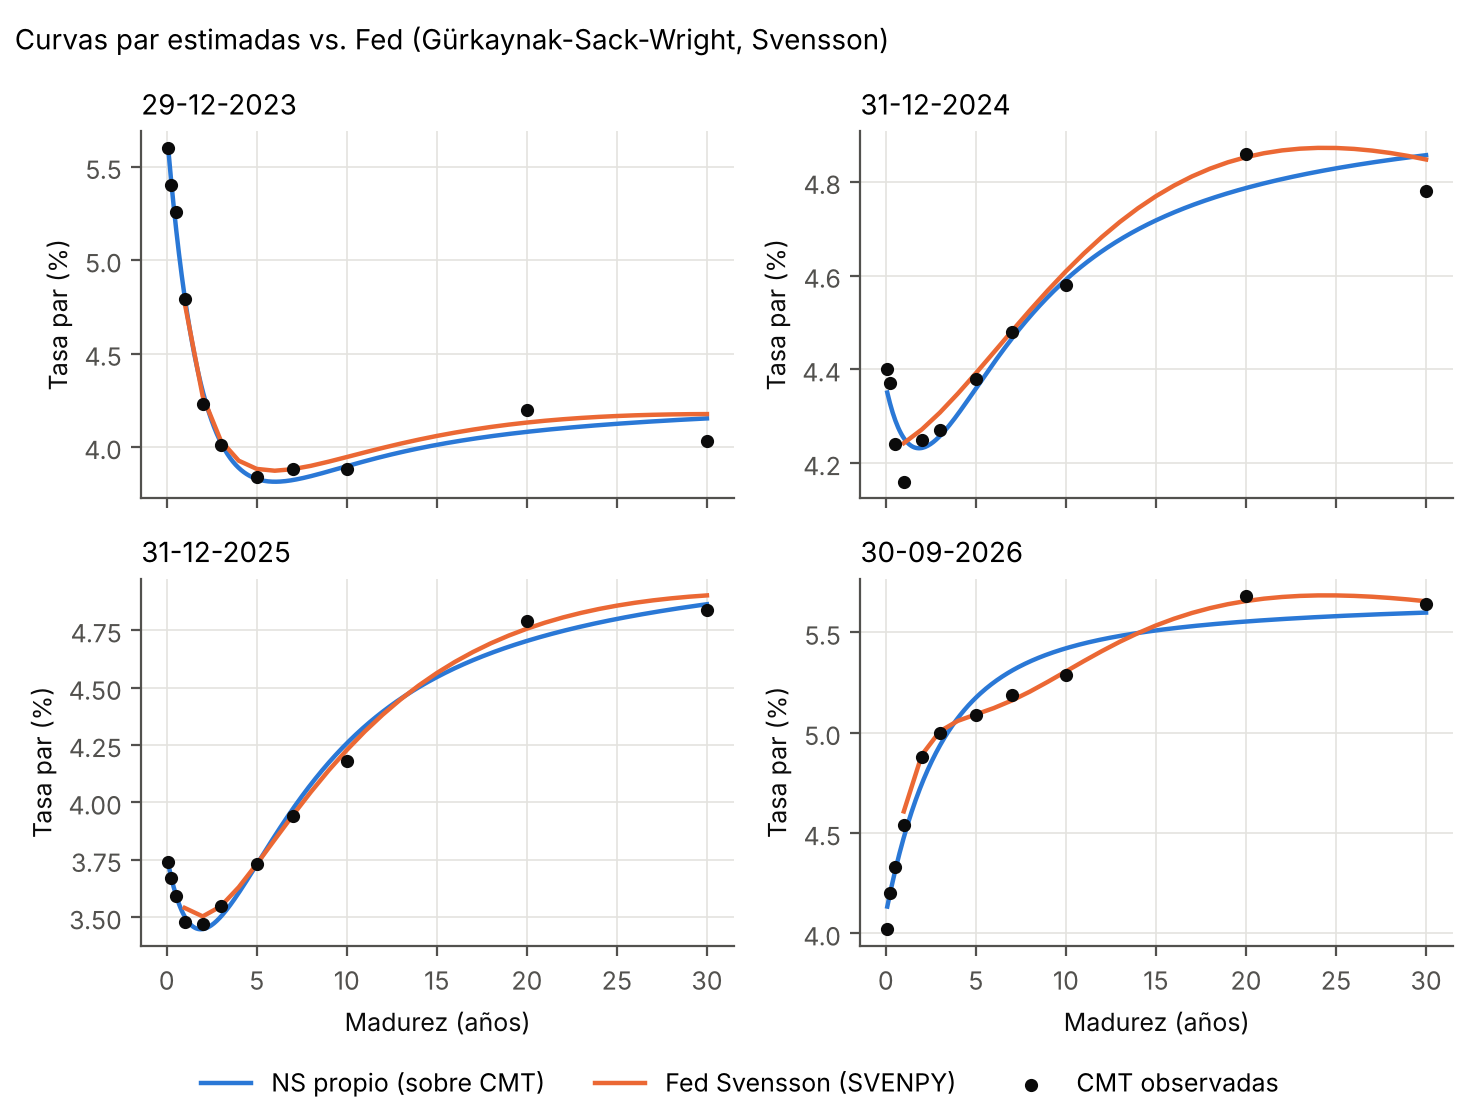 Curvas par estimadas vs. Fed (Gürkaynak-Sack-Wright, Svensson)
29-12-2023
Tasa par (%)
5.5
5.0
4.5
4.0
31-12-2024
Tasa par (%)
4.8
4.6
4.4
4.2
31-12-2025
Tasa par (%)
4.75
4.50
4.25
4.00
3.75
3.50
0 5 10 15 20 25 30
Madurez (años)
30-09-2026
Tasa par (%)
5.5
5.0
4.5
4.0
0 5 10 15 20 25 30
Madurez (años)
NS propio (sobre CMT) Fed Svensson (SVENPY) CMT observadas